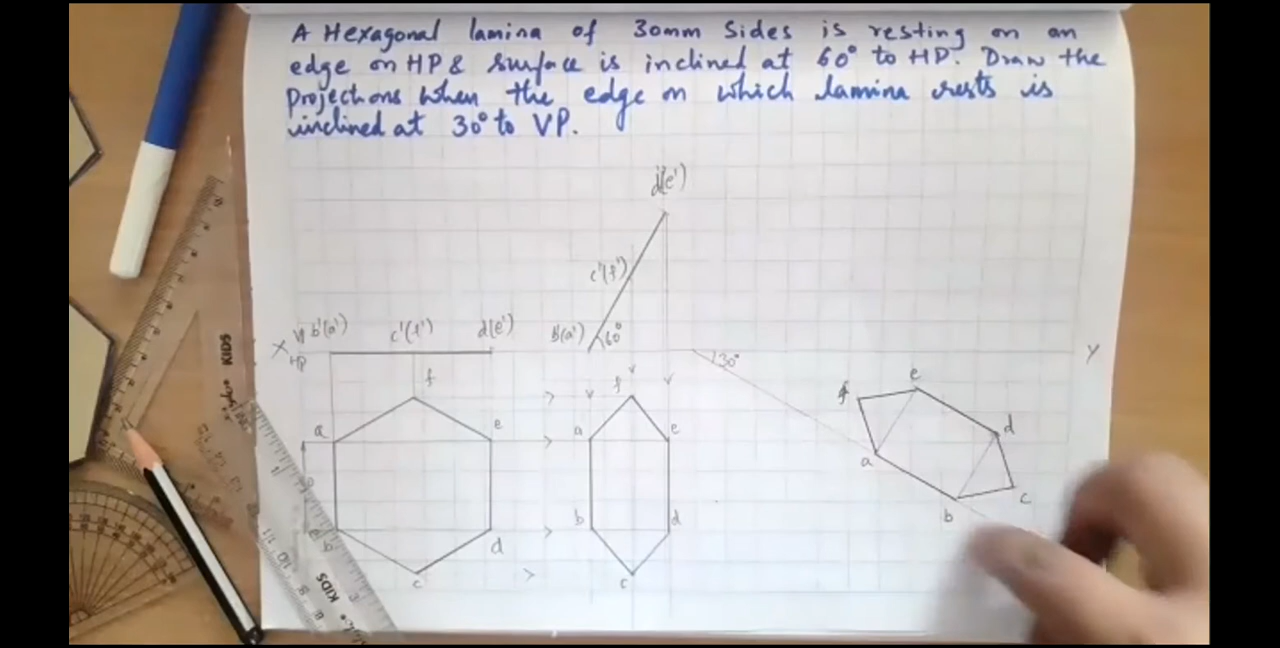 A Hexagonal lamina of 30mm Sides is resting on an
edge on HP & surface is inclined at 60° to HP. Draw the
Projections when the edge on which lamina rests is
inclined at 30° to VP.
d'(e')
c'(f')
b'(a') 60°
X VP b'(a') c'(f') d(e') Y
HP
30°
f f e
a e a e f d
a
b d b d b c
c c
KIDS
KIDS